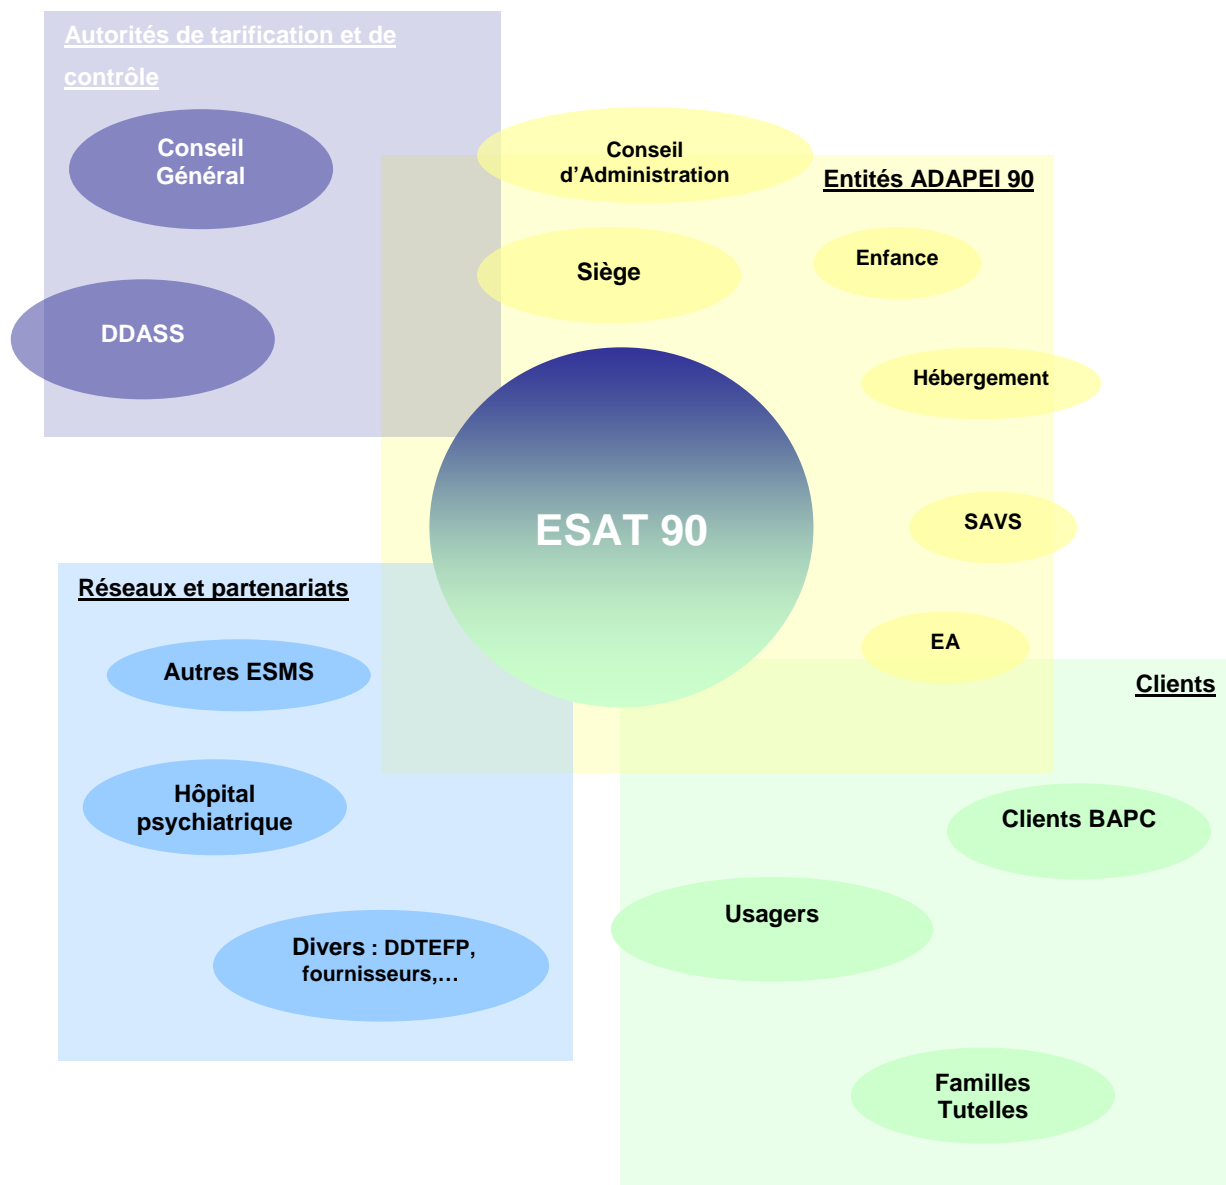 Autorités de tarification et de
contrôle
Conseil
Général
DDASS
Conseil
d’Administration
Entités ADAPEI 90
Siège
Enfance
Hébergement
SAVS
EA
ESAT 90
Réseaux et partenariats
Autres ESMS
Hôpital
psychiatrique
Divers : DDTEFP,
fournisseurs,…
Clients
Clients BAPC
Usagers
Familles
Tutelles